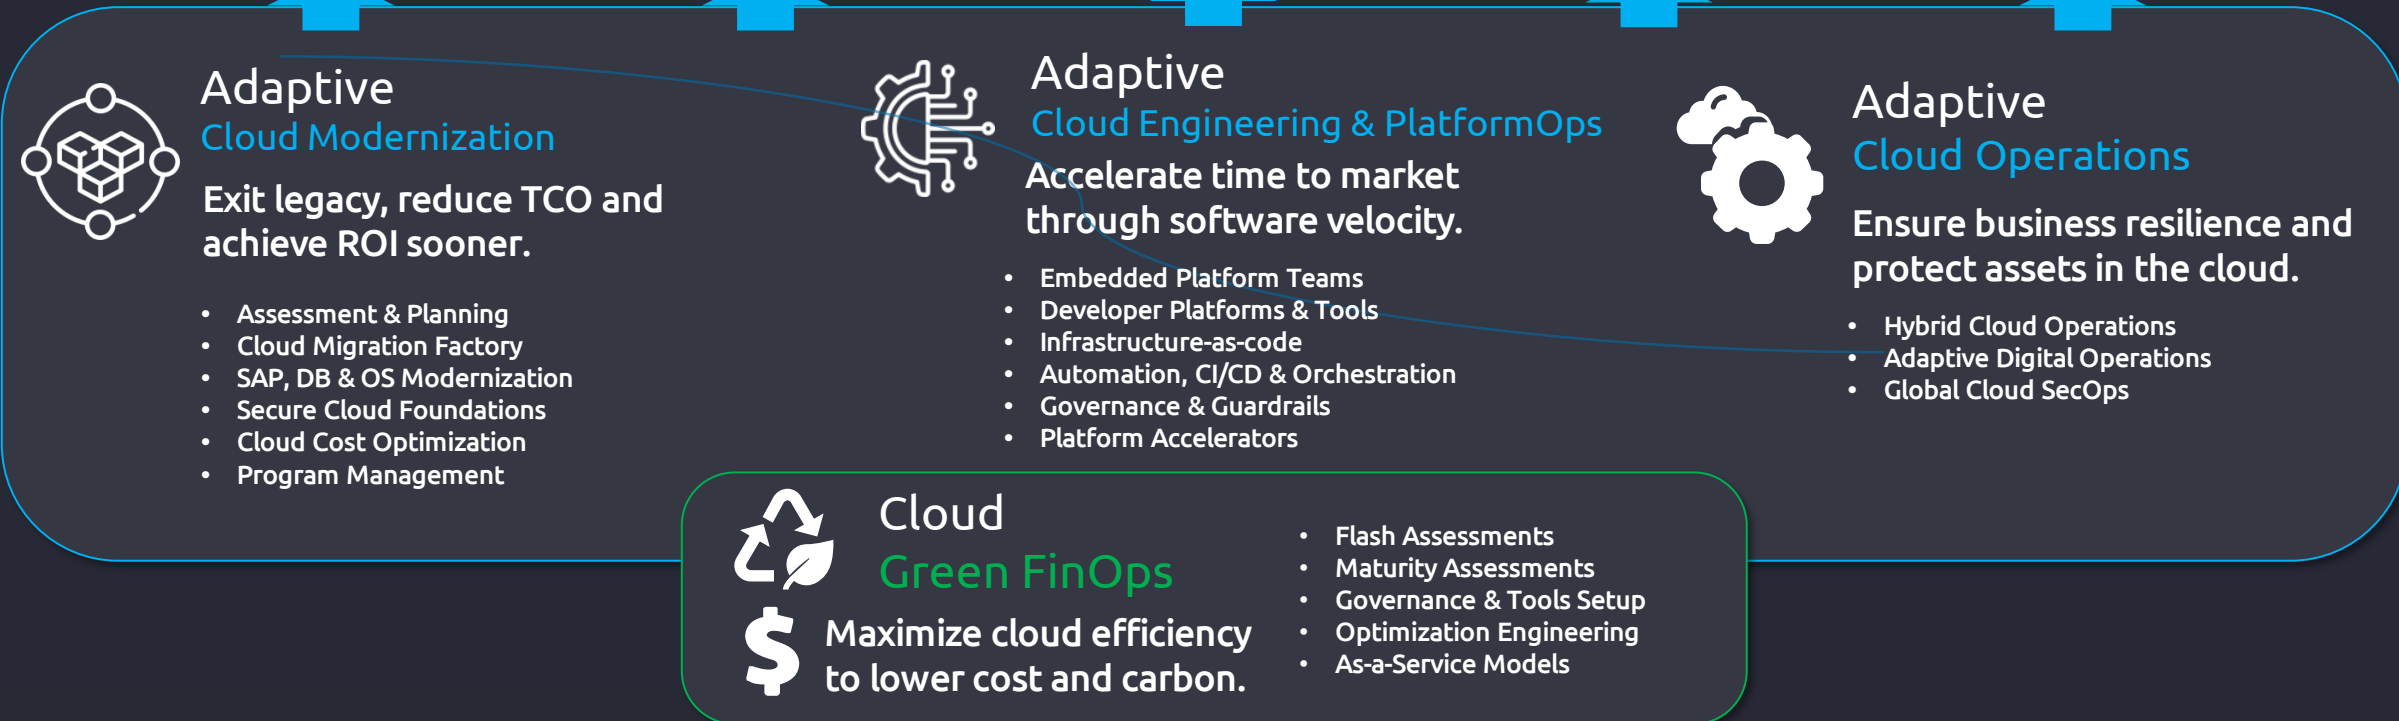 Adaptive
Cloud Modernization
Exit legacy, reduce TCO and
achieve ROI sooner.
• Assessment & Planning
• Cloud Migration Factory
• SAP, DB & OS Modernization
• Secure Cloud Foundations
• Cloud Cost Optimization
• Program Management
Adaptive
Cloud Engineering & PlatformOps
Accelerate time to market
through software velocity.
• Embedded Platform Teams
• Developer Platforms & Tools
• Infrastructure-as-code
• Automation, CI/CD & Orchestration
• Governance & Guardrails
• Platform Accelerators
Adaptive
Cloud Operations
Ensure business resilience and
protect assets in the cloud.
• Hybrid Cloud Operations
• Adaptive Digital Operations
• Global Cloud SecOps
Cloud
Green FinOps
$
Maximize cloud efficiency
to lower cost and carbon.
• Flash Assessments
• Maturity Assessments
• Governance & Tools Setup
• Optimization Engineering
• As-a-Service Models